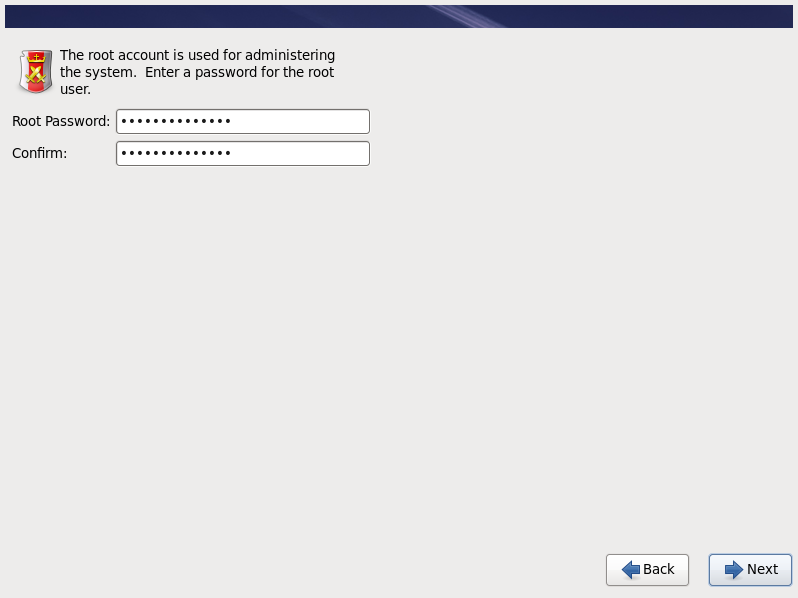 The root account is used for administering
the system.  Enter a password for the root
user.
Root Password: ••••••••••••••
Confirm: ••••••••••••••
Back Next